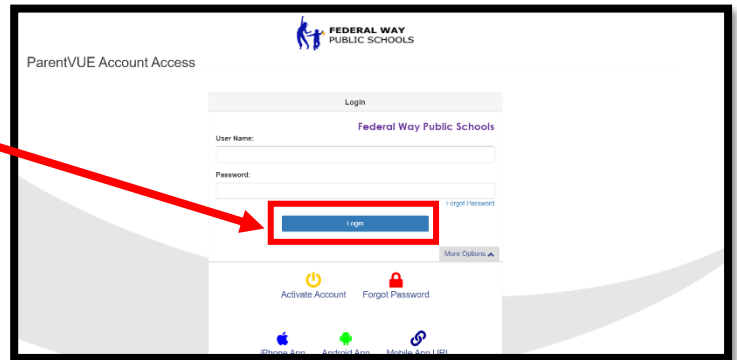 FEDERAL WAY
PUBLIC SCHOOLS
ParentVUE Account Access
Login
Federal Way Public Schools
User Name:
Password:
Forgot Password
Login
More Options
Activate Account Forgot Password
iPhone App Android App Mobile App URL